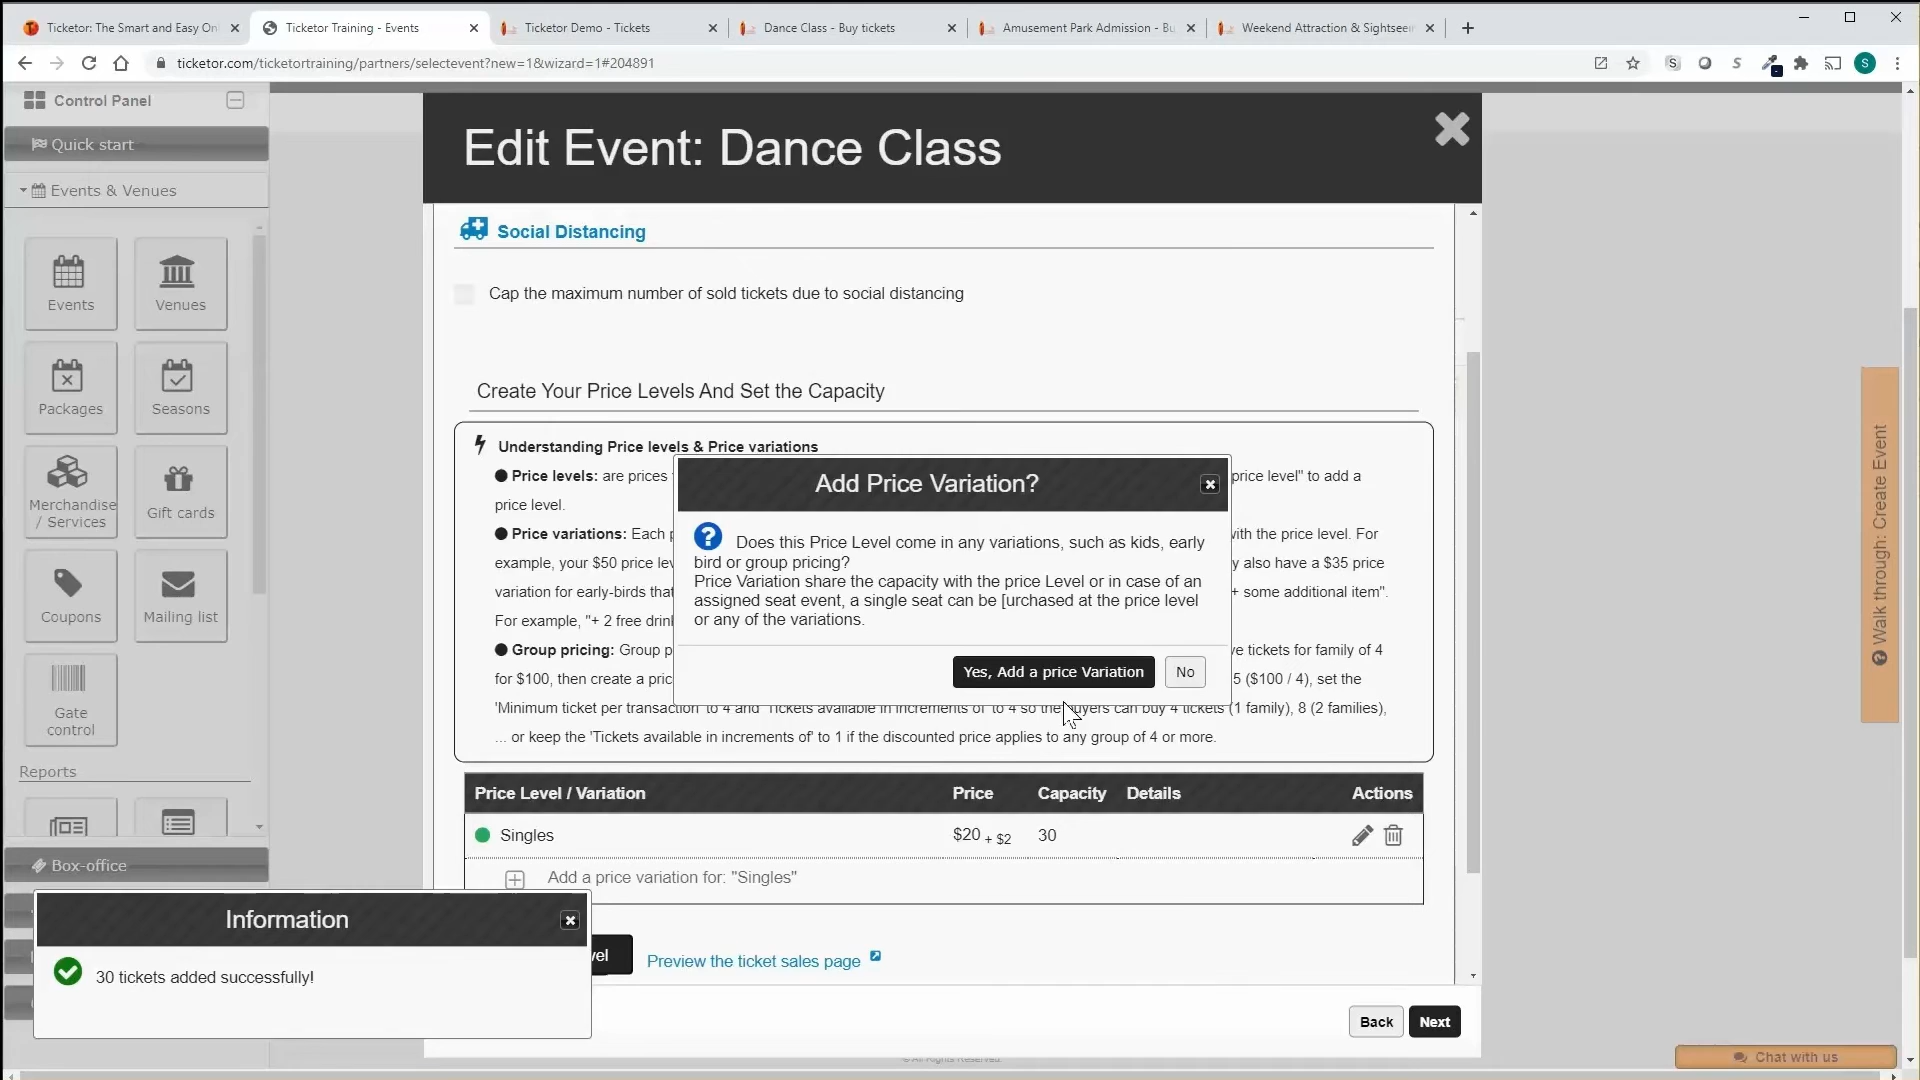 Ticketor: The Smart and Easy On
Ticketor Training - Events
Ticketor Demo - Tickets
Dance Class - Buy tickets
Amusement Park Admission - Bu
Weekend Attraction & Sightseein
ticketor.com/ticketortraining/partners/selectevent?new=1&wizard=1#204891
Control Panel
Quick start
Events & Venues
Events
Venues
Packages
Seasons
Merchandise
/ Services
Gift cards
Coupons
Mailing list
Gate
control
Reports
Box-office
Edit Event: Dance Class
Social Distancing
Cap the maximum number of sold tickets due to social distancing
Create Your Price Levels And Set the Capacity
Understanding Price levels & Price variations
Price levels: are prices
price level" to add a
price level.
Price variations: Each
with the price level. For
example, your $50 price lev
y also have a $35 price
variation for early-birds that
+ some additional item".
For example, "+ 2 free drin
Group pricing: Group p
ve tickets for family of 4
for $100, then create a pric
5 ($100 / 4), set the
'Minimum ticket per transaction' to 4 and 'Tickets available in increments of' to 4 so the buyers can buy 4 tickets (1 family), 8 (2 families),
... or keep the 'Tickets available in increments of' to 1 if the discounted price applies to any group of 4 or more.
Add Price Variation?
Does this Price Level come in any variations, such as kids, early
bird or group pricing?
Price Variation share the capacity with the price Level or in case of an
assigned seat event, a single seat can be [urchased at the price level
or any of the variations.
Yes, Add a price Variation
No
Price Level / Variation Price Capacity Details Actions
Singles $20 + $2 30
Add a price variation for: "Singles"
vel
Preview the ticket sales page
Back
Next
Information
30 tickets added successfully!
Walk through: Create Event
© All Rights Reserved.
Chat with us
S